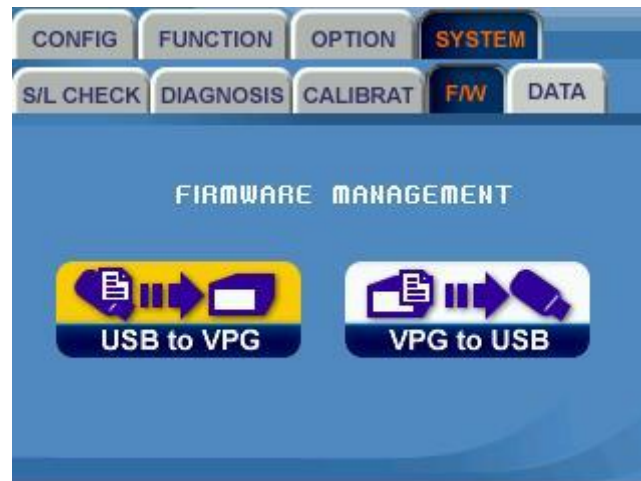 CONFIG FUNCTION OPTION SYSTEM
S/L CHECK DIAGNOSIS CALIBRAT F/W DATA
FIRMWARE MANAGEMENT
USB to VPG VPG to USB